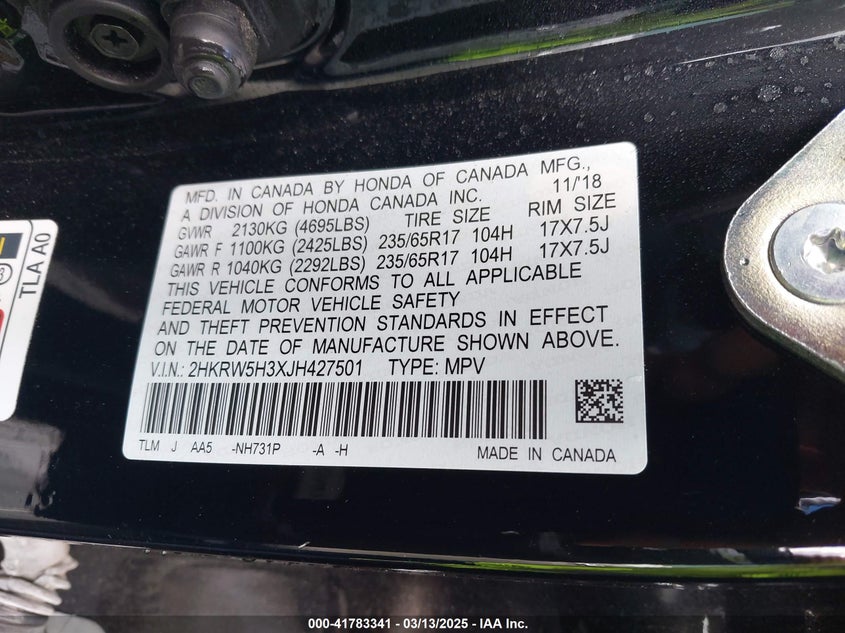 MFD. IN CANADA BY HONDA OF CANADA MFG.,
A DIVISION OF HONDA CANADA INC. 11/'18
GVWR 2130KG (4695LBS) TIRE SIZE RIM SIZE
GAWR F 1100KG (2425LBS) 235/65R17 104H 17X7.5J
GAWR R 1040KG (2292LBS) 235/65R17 104H 17X7.5J
THIS VEHICLE CONFORMS TO ALL APPLICABLE
FEDERAL MOTOR VEHICLE SAFETY
AND THEFT PREVENTION STANDARDS IN EFFECT
ON THE DATE OF MANUFACTURE SHOWN ABOVE.
V.I.N.: 2HKRW5H3XJH427501 TYPE: MPV
TLM J AA5 -NH731P -A -H MADE IN CANADA
TLA A0
000-41783341 — 03/13/2025 — IAA Inc.